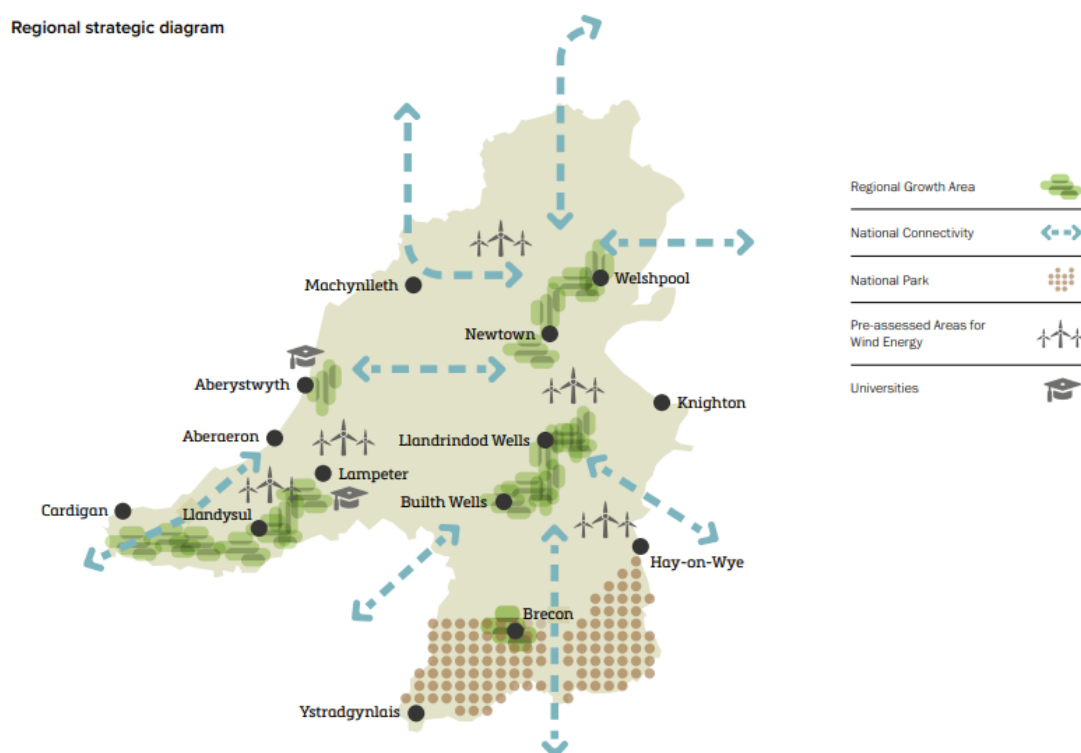 Regional strategic diagram
Machynlleth
Welshpool
Newtown
Aberystwyth
Knighton
Aberaeron
Llandrindod Wells
Lampeter
Cardigan
Llandysul
Builth Wells
Hay-on-Wye
Brecon
Ystradgynlais
Regional Growth Area
National Connectivity
National Park
Pre-assessed Areas for
Wind Energy
Universities